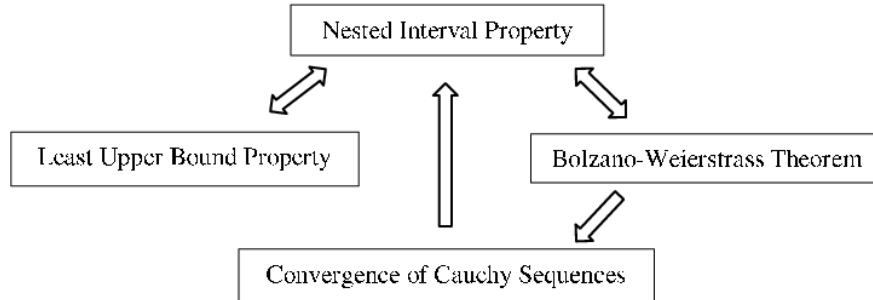 Nested Interval Property
Least Upper Bound Property
Bolzano-Weierstrass Theorem
Convergence of Cauchy Sequences